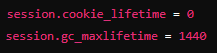 session.cookie_lifetime = 0
session.gc_maxlifetime = 1440